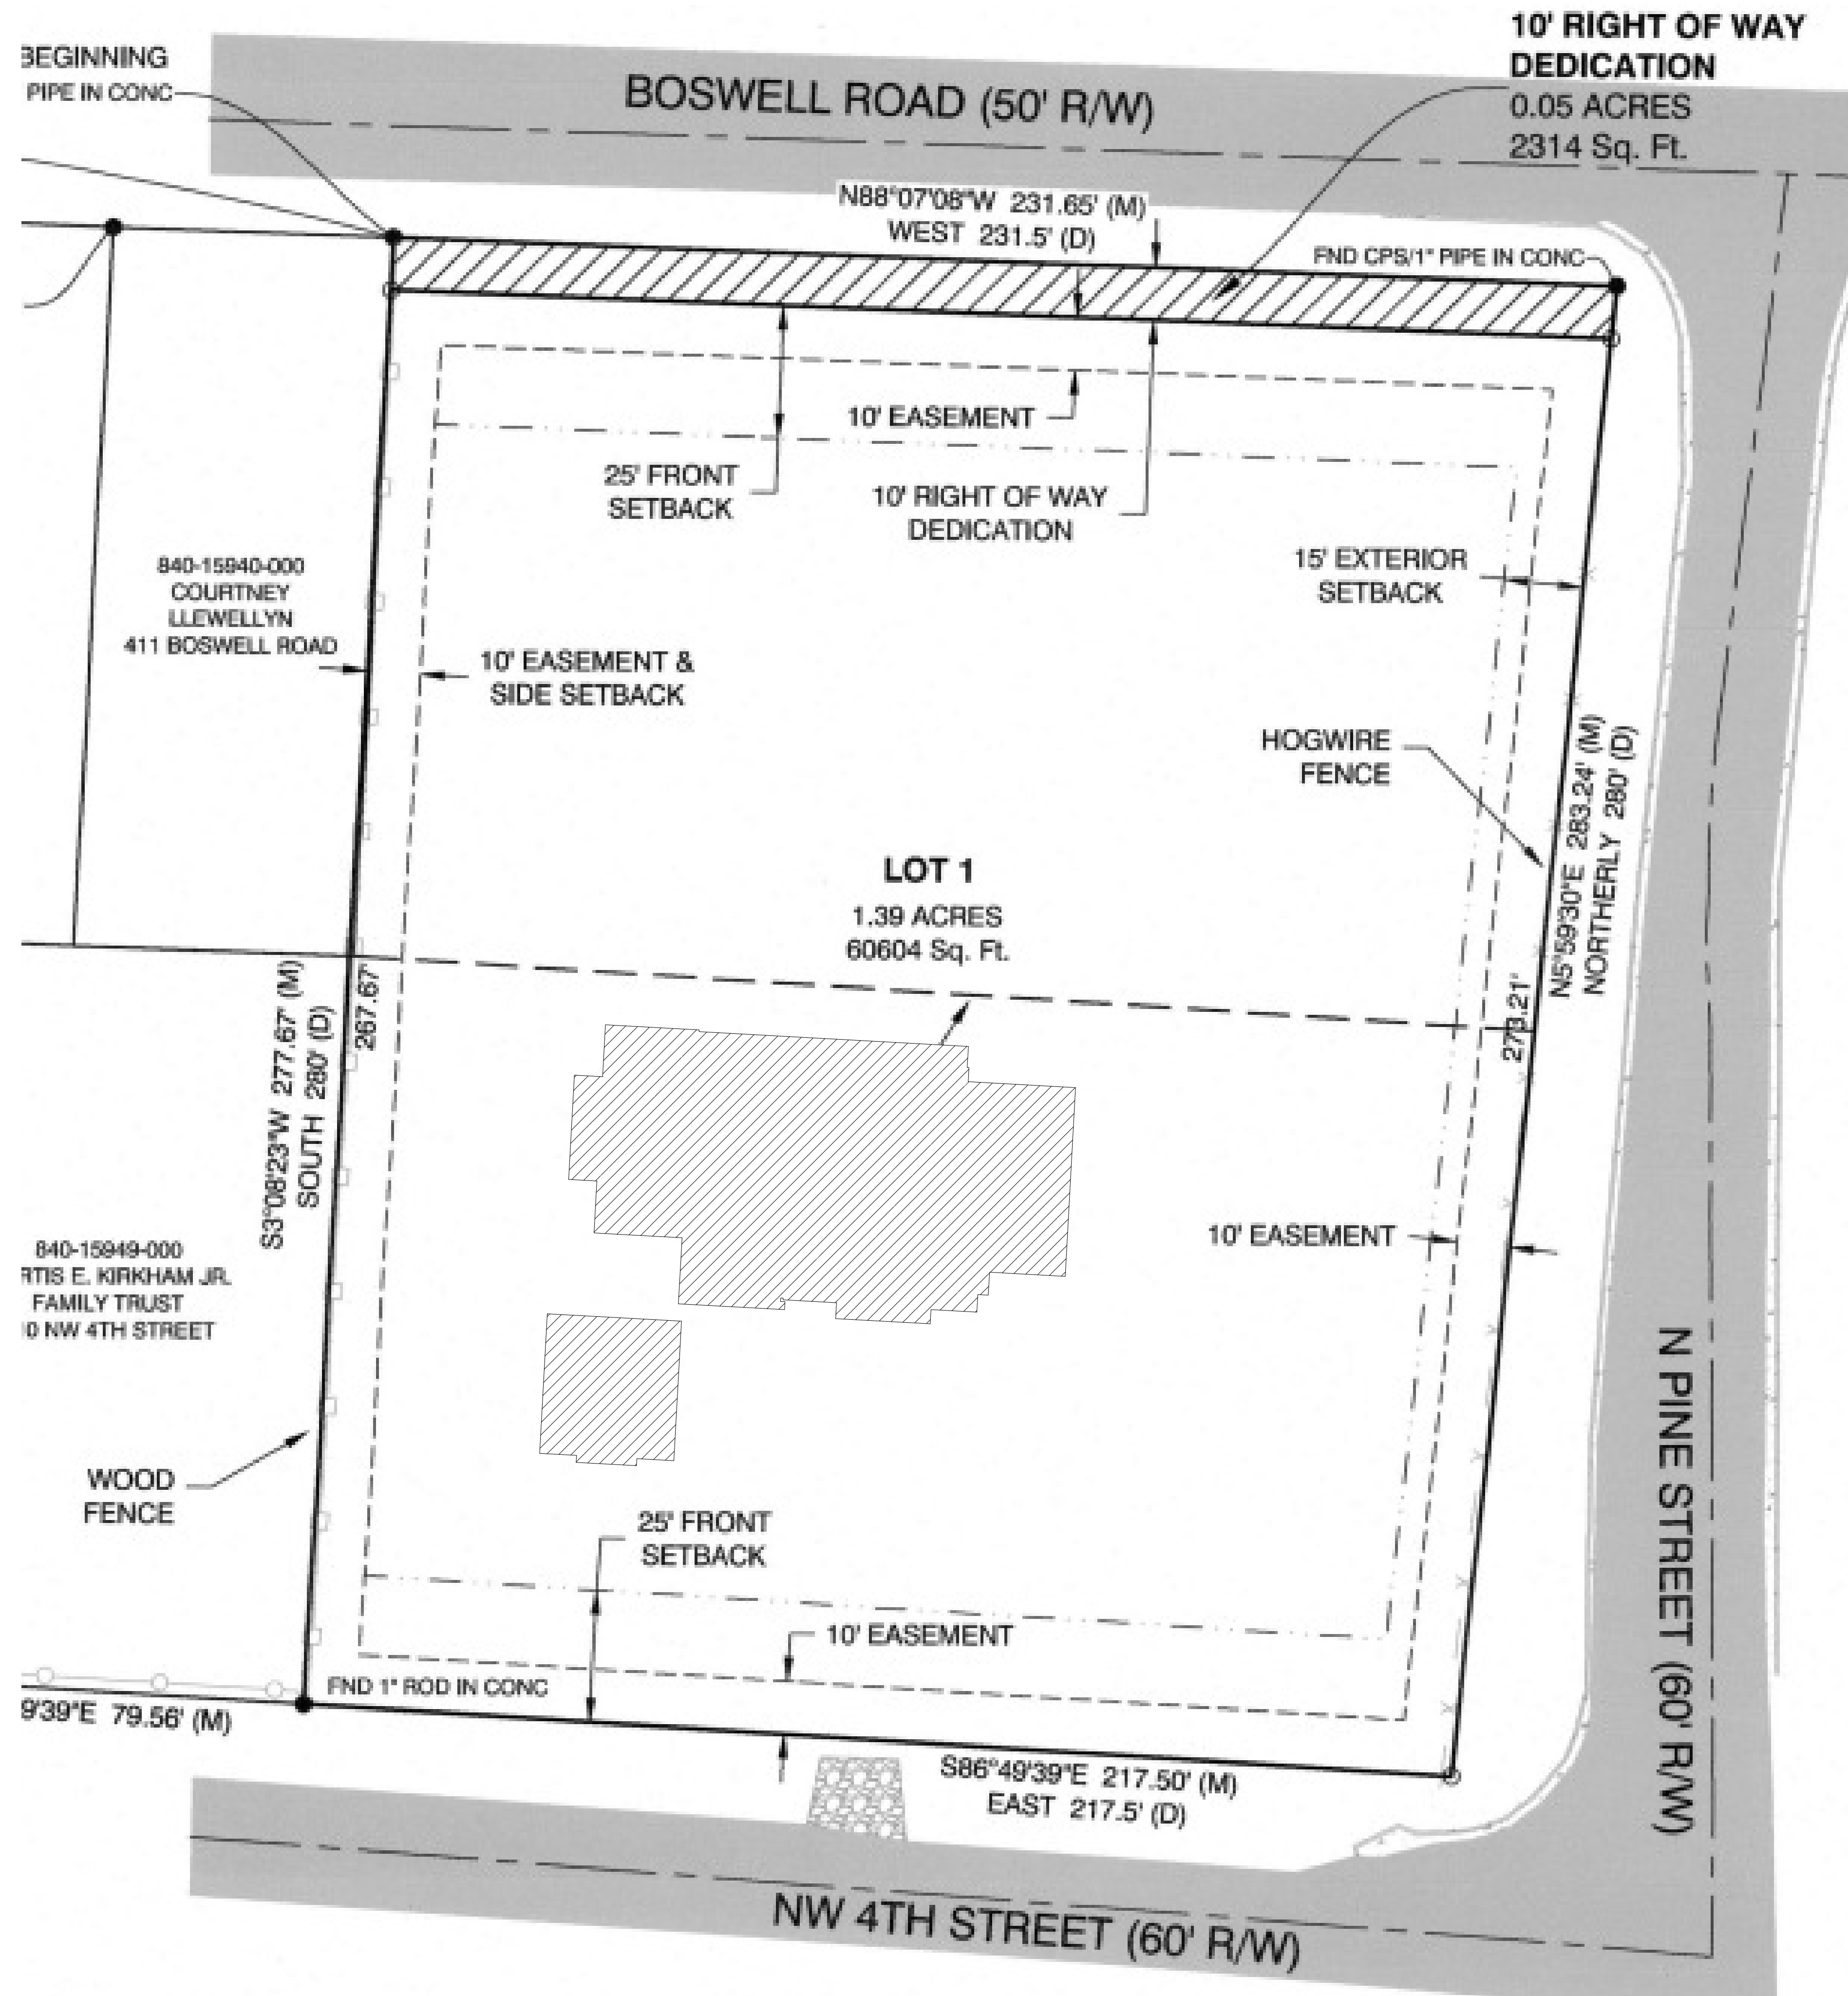 BEGINNING
PIPE IN CONC
BOSWELL ROAD (50' R/W)
10' RIGHT OF WAY
DEDICATION
0.05 ACRES
2314 Sq. Ft.
N88°07'08"W 231.65' (M)
WEST 231.5' (D)
FND CPS/1" PIPE IN CONC
10' EASEMENT
25' FRONT
SETBACK
10' RIGHT OF WAY
DEDICATION
15' EXTERIOR
SETBACK
840-15940-000
COURTNEY
LLEWELLYN
411 BOSWELL ROAD
10' EASEMENT &
SIDE SETBACK
HOGWIRE
FENCE
N5°59'30"E 283.24' (M)
NORTHERLY 280' (D)
273.21'
LOT 1
1.39 ACRES
60604 Sq. Ft.
S3°08'23"W 277.67' (M)
SOUTH 280' (D)
267.67'
10' EASEMENT
840-15949-000
RTIS E. KIRKHAM JR.
FAMILY TRUST
10 NW 4TH STREET
WOOD
FENCE
25' FRONT
SETBACK
10' EASEMENT
FND 1" ROD IN CONC
9'39"E 79.56' (M)
S86°49'39"E 217.50' (M)
EAST 217.5' (D)
N PINE STREET (60' R/W)
NW 4TH STREET (60' R/W)